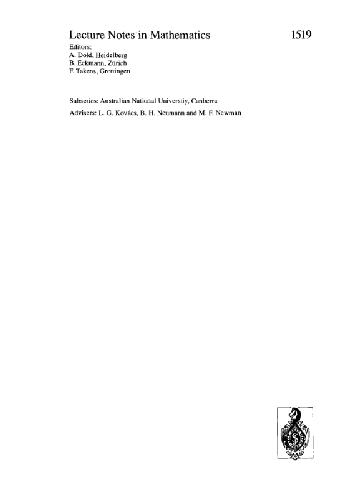 Lecture Notes in Mathematics 1519
Editors:
A. Dold, Heidelberg
B. Eckmann, Zürich
F. Takens, Groningen
Subseries: Australian National University, Canberra
Advisers: L. G. Kovács, B. H. Neumann and M. F. Newman